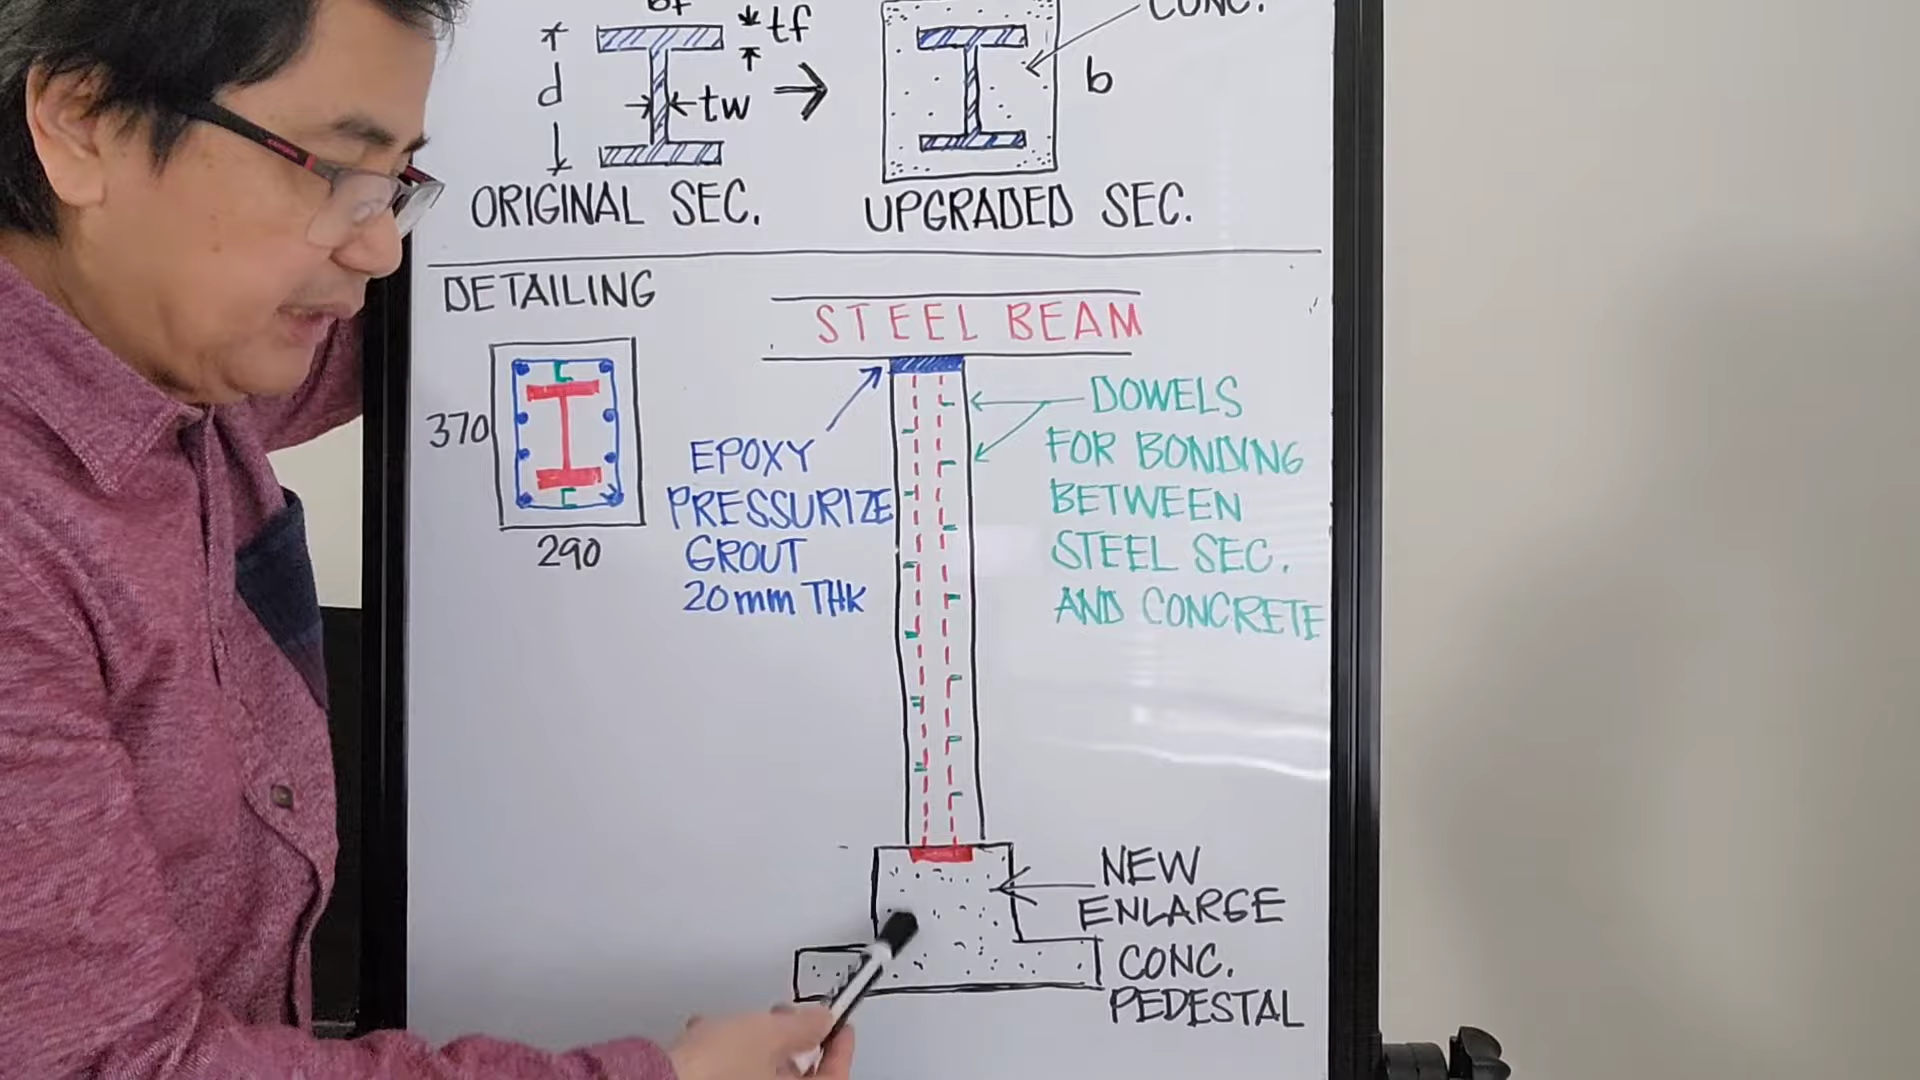 bf
tf
CONC.
d
tw
b
ORIGINAL SEC.
UPGRADED SEC.
DETAILING
STEEL BEAM
370
290
EPOXY
PRESSURIZE
GROUT
20mm THK
DOWELS
FOR BONDING
BETWEEN
STEEL SEC.
AND CONCRETE
NEW
ENLARGE
CONC.
PEDESTAL